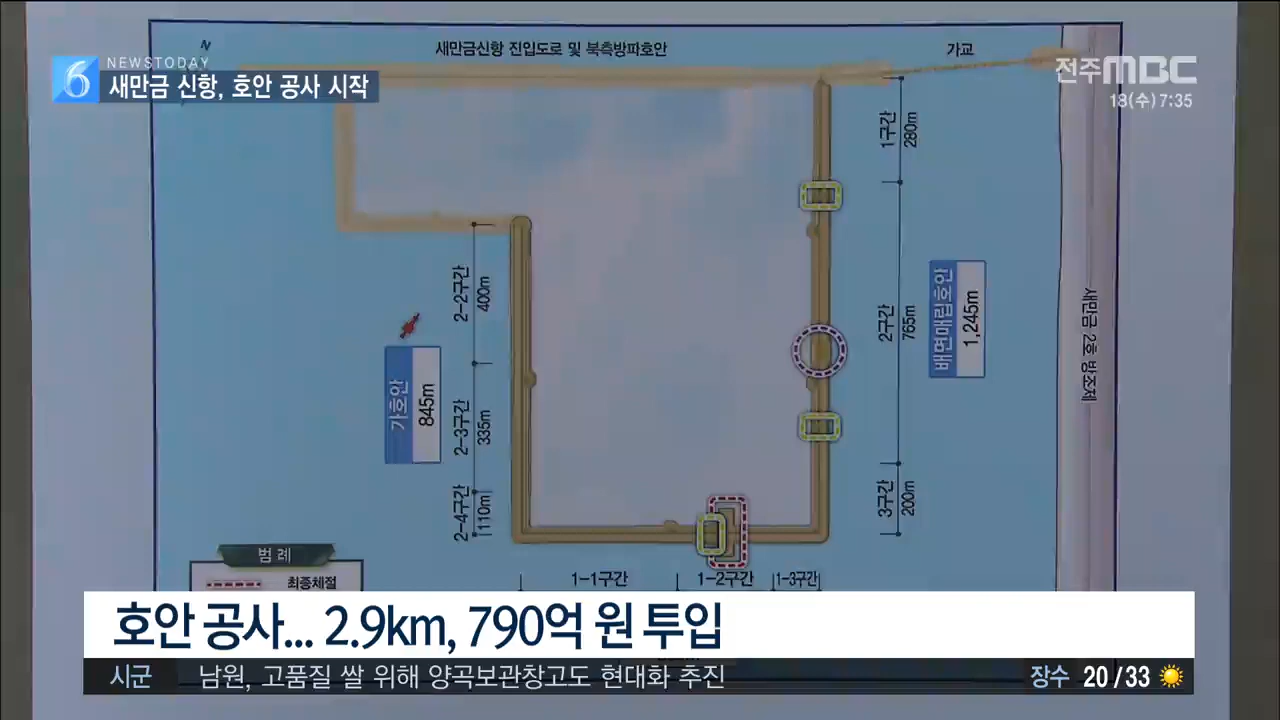 N
새만금신항 진입도로 및 북측방파호안
가교
6 NEWSTODAY
새만금 신항, 호안 공사 시작
전주MBC
18(수) 7:35
1구간
280m
2-2구간
400m
가호안
845m
2-3구간
335m
2-4구간
110m
2구간
765m
배면매립호안
1,245m
새만금 2호 방조제
3구간
200m
범 례
최종체절
1-1구간
1-2구간
1-3구간
호안 공사... 2.9km, 790억 원 투입
시군
남원, 고품질 쌀 위해 양곡보관창고도 현대화 추진
장수 20/33